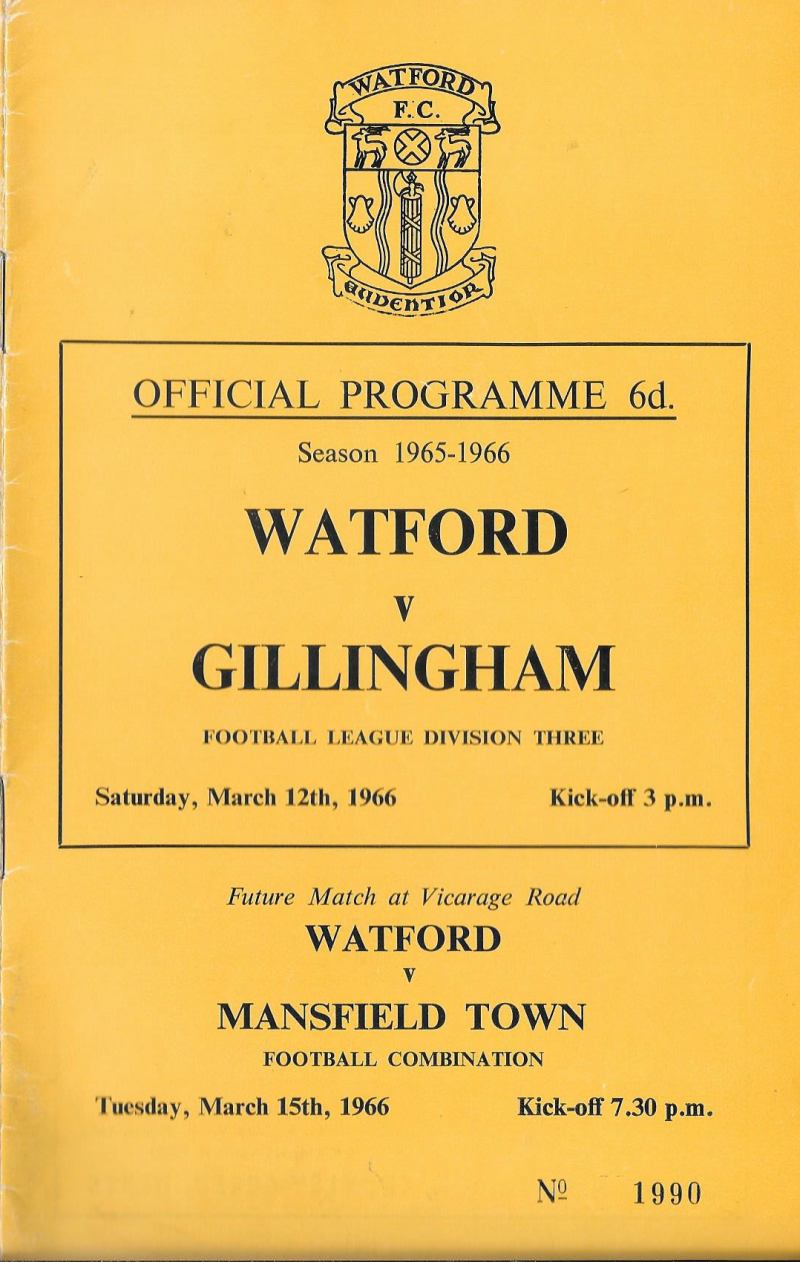 WATFORD
F.C.
AUDENTIOR
OFFICIAL PROGRAMME 6d.
Season 1965-1966
WATFORD
v
GILLINGHAM
FOOTBALL LEAGUE DIVISION THREE
Saturday, March 12th, 1966 Kick-off 3 p.m.
Future Match at Vicarage Road
WATFORD
v
MANSFIELD TOWN
FOOTBALL COMBINATION
Tuesday, March 15th, 1966 Kick-off 7.30 p.m.
Nº 1990